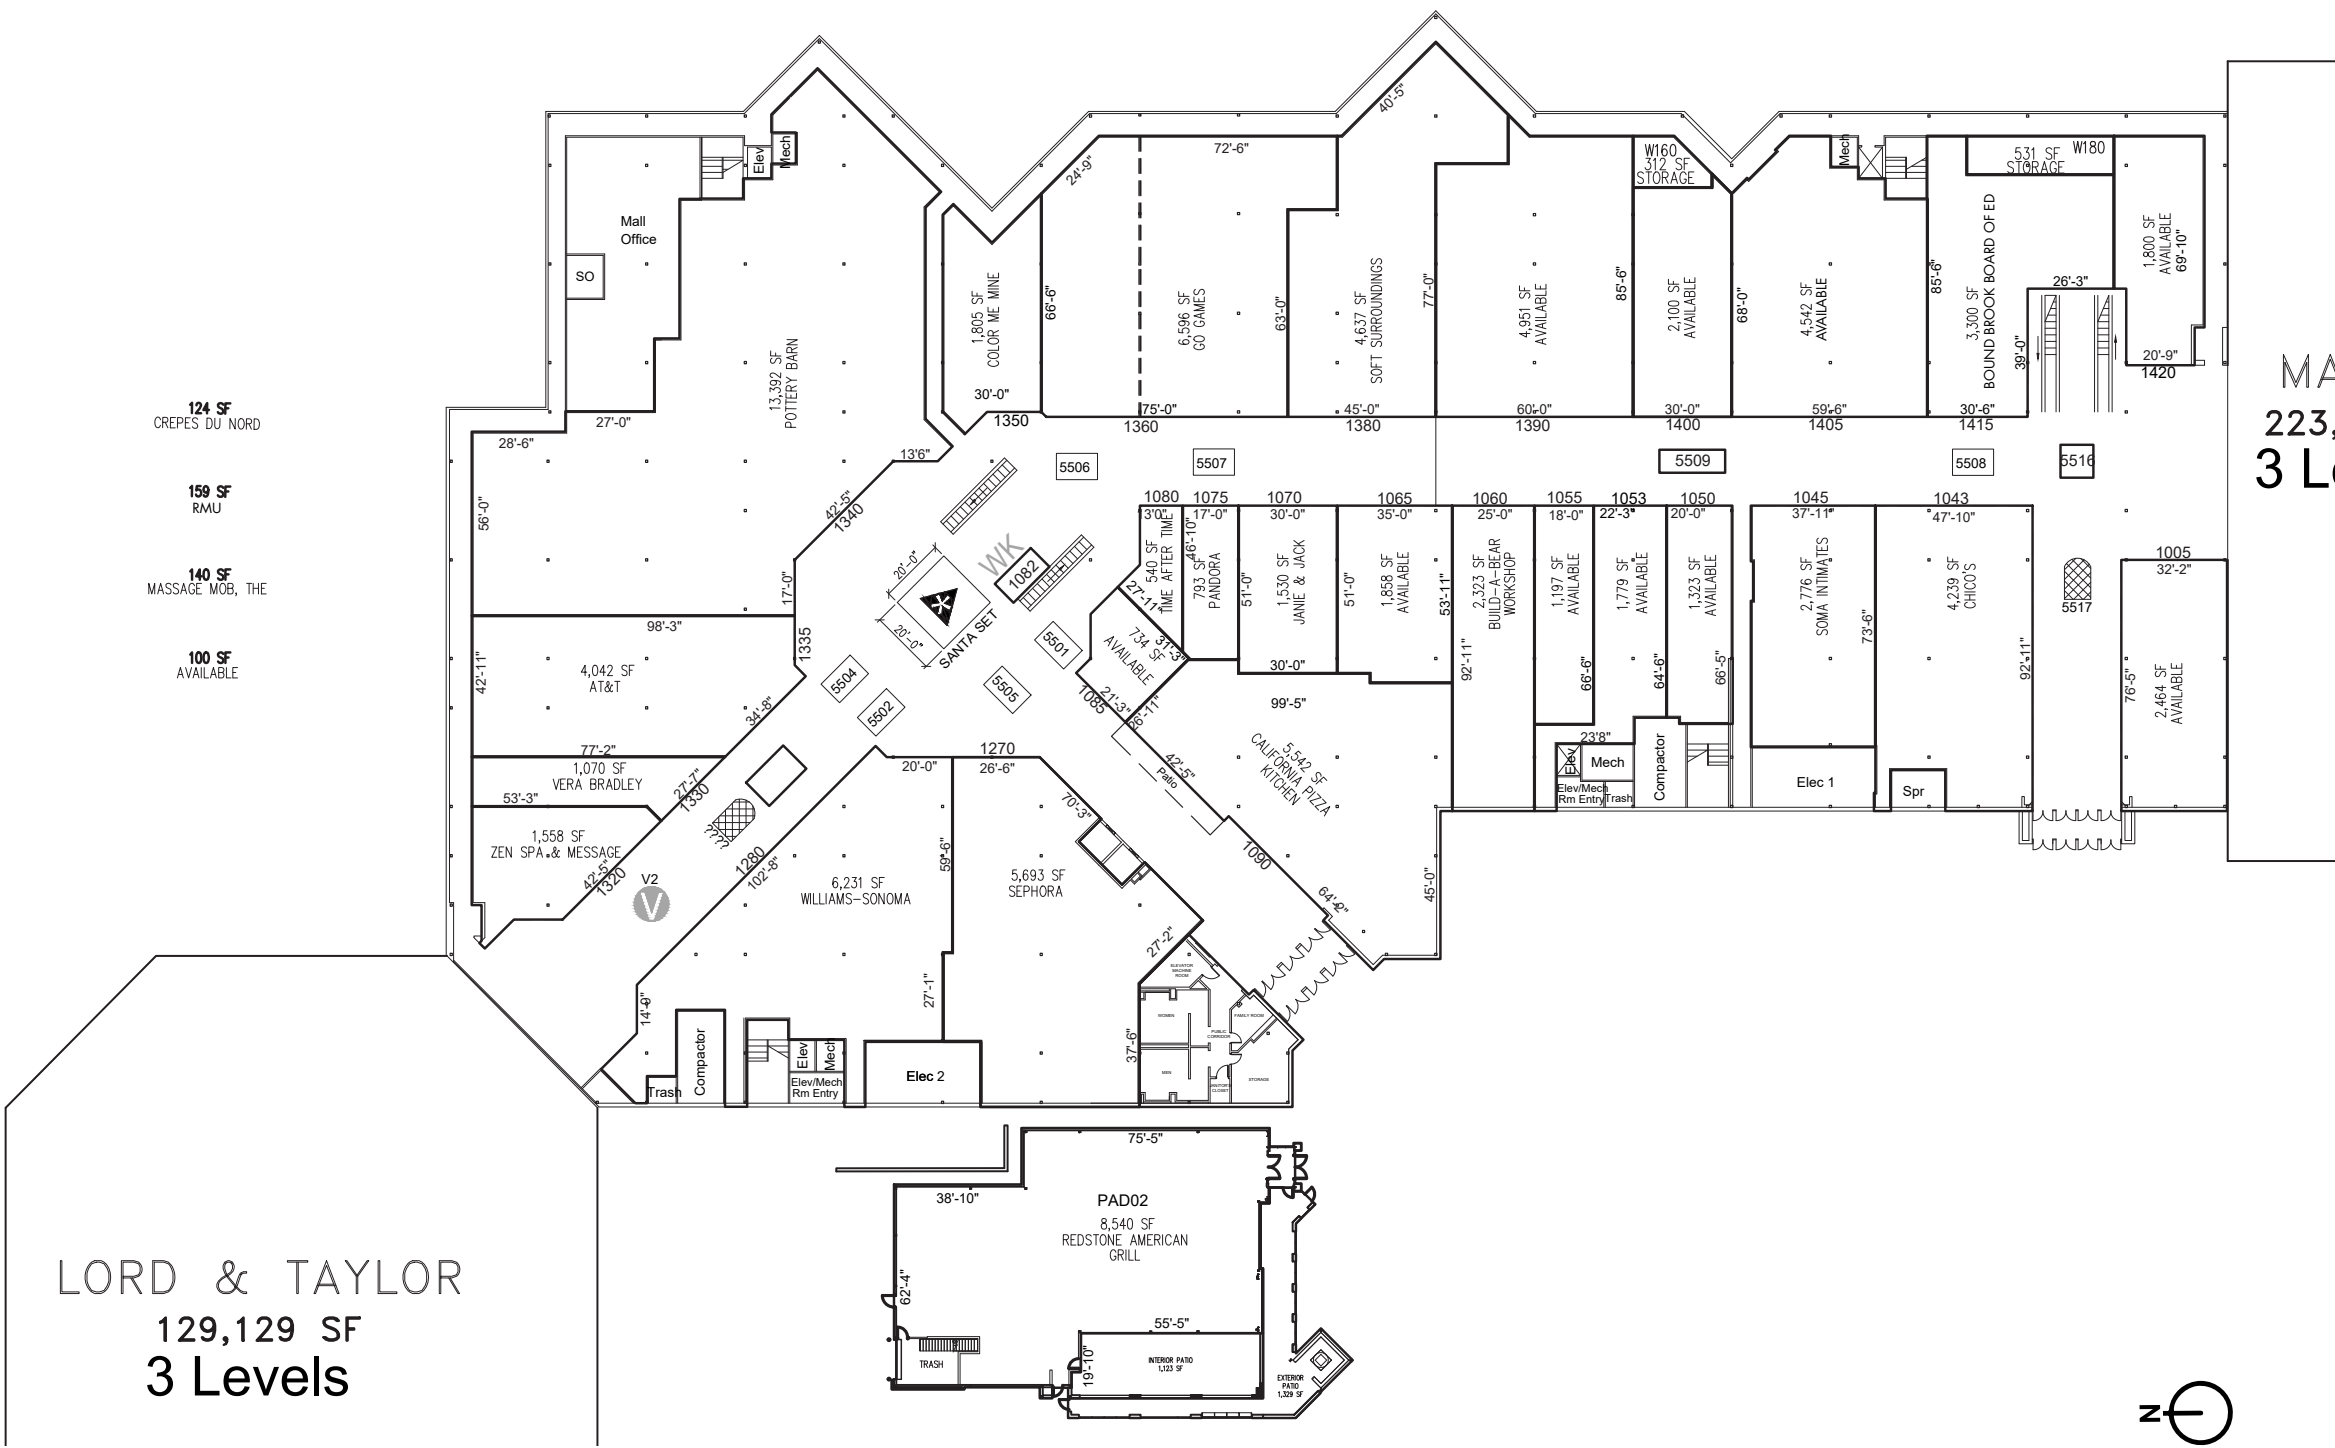 124 SF
CREPES DU NORD
159 SF
RMU
140 SF
MASSAGE MOB, THE
100 SF
AVAILABLE
Mall
Office
SO
Elev
Mech
13,392 SF
POTTERY BARN
27'-0"
28'-6"
56'-0"
13'6"
42'-5"
1340
17'-0"
98'-3"
1335
4,042 SF
AT&T
42'-11"
34'-8"
77'-2"
1,070 SF
VERA BRADLEY
27'-7"
1330
53'-3"
1,558 SF
ZEN SPA & MESSAGE
42'-5"
1320
V2
V
????
1,805 SF
COLOR ME MINE
30'-0"
1350
66'-6"
24'-9"
72'-6"
6,596 SF
GO GAMES
63'-0"
75'-0"
1360
40'-5"
4,637 SF
SOFT SURROUNDINGS
77'-0"
45'-0"
1380
4,951 SF
AVAILABLE
85'-6"
60'-0"
1390
W160
312 SF
STORAGE
2,100 SF
AVAILABLE
68'-0"
30'-0"
1400
Mech
4,542 SF
AVAILABLE
85'-6"
59'-6"
1405
531 SF
STORAGE
W180
3,300 SF
BOUND BROOK BOARD OF ED
39'-0"
26'-3"
30'-6"
1415
1,800 SF
AVAILABLE
69'-10"
20'-9"
1420
MA
223,
3 Le
5506
5507
5509
5508
5516
5517
WK
1082
20'-0"
20'-0"
SANTA SET
5501
5504
5502
5505
1080
3'0"
540 SF
TIME AFTER TIME
27'-11"
1075
17'-0"
46'-10"
793 SF
PANDORA
1070
30'-0"
51'-0"
1,530 SF
JANIE & JACK
30'-0"
1065
35'-0"
51'-0"
1,858 SF
AVAILABLE
53'-11"
1060
25'-0"
2,323 SF
BUILD-A-BEAR
WORKSHOP
92'-11"
1055
18'-0"
1,197 SF
AVAILABLE
66'-6"
1053
22'-3"
1,779 SF
AVAILABLE
64'-6"
23'8"
1050
20'-0"
1,323 SF
AVAILABLE
66'-5"
1045
37'-11"
2,776 SF
SOMA INTIMATES
73'-6"
1043
47'-10"
4,239 SF
CHICO'S
92'-11"
1005
32'-2"
76'-5"
2,464 SF
AVAILABLE
734 SF
AVAILABLE
31'-3"
21'-3"
1085
26'-11"
99'-5"
5,542 SF
CALIFORNIA PIZZA
KITCHEN
42'-5"
Patio
1090
64'-2"
45'-0"
Elev
Mech
Elev/Mech
Rm Entry
Trash
Compactor
Elec 1
Spr
1280
102'-8"
20'-0"
6,231 SF
WILLIAMS-SONOMA
59'-6"
27'-1"
14'-9"
1270
26'-6"
70'-3"
5,693 SF
SEPHORA
27'-2"
37'-6"
Trash
Compactor
Elev
Mech
Elev/Mech
Rm Entry
Elec 2
ELEVATOR
MACHINE
ROOM
WOMEN
MEN
PUBLIC
CORRIDOR
FAMILY ROOM
JANITOR'S
CLOSET
STORAGE
75'-5"
38'-10"
PAD02
8,540 SF
REDSTONE AMERICAN
GRILL
62'-4"
55'-5"
19'-10"
TRASH
INTERIOR PATIO
1,123 SF
EXTERIOR
PATIO
1,329 SF
LORD & TAYLOR
129,129 SF
3 Levels
N